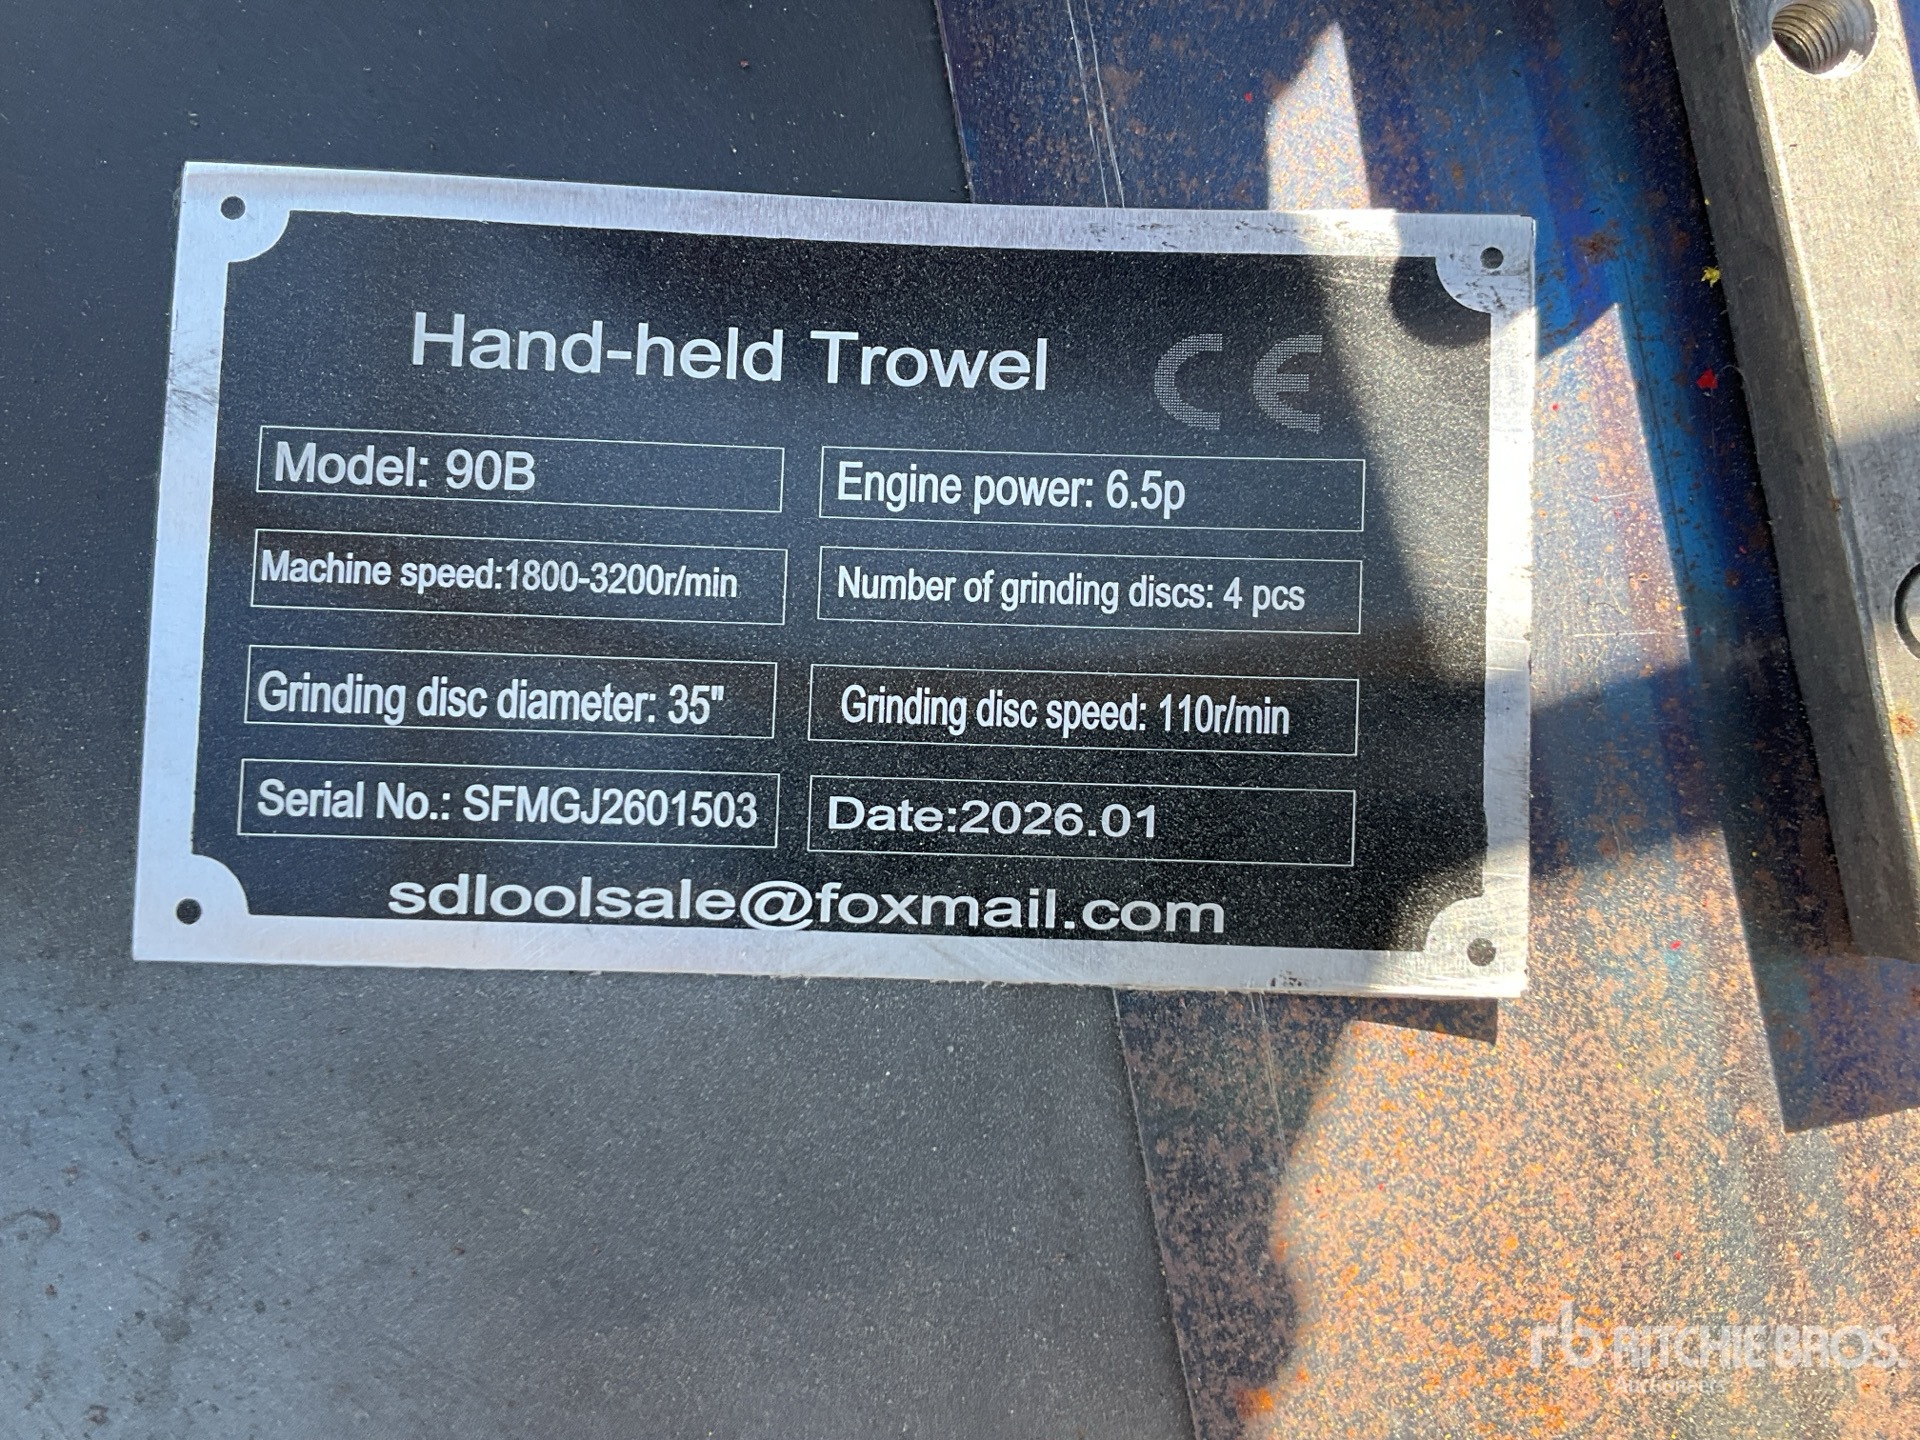 Hand-held Trowel CE
Model: 90B
Engine power: 6.5p
Machine speed:1800-3200r/min
Number of grinding discs: 4 pcs
Grinding disc diameter: 35"
Grinding disc speed: 110r/min
Serial No.: SFMGJ2601503
Date:2026.01
sdloolsale@foxmail.com
rb RITCHIE BROS.
Auctioneers